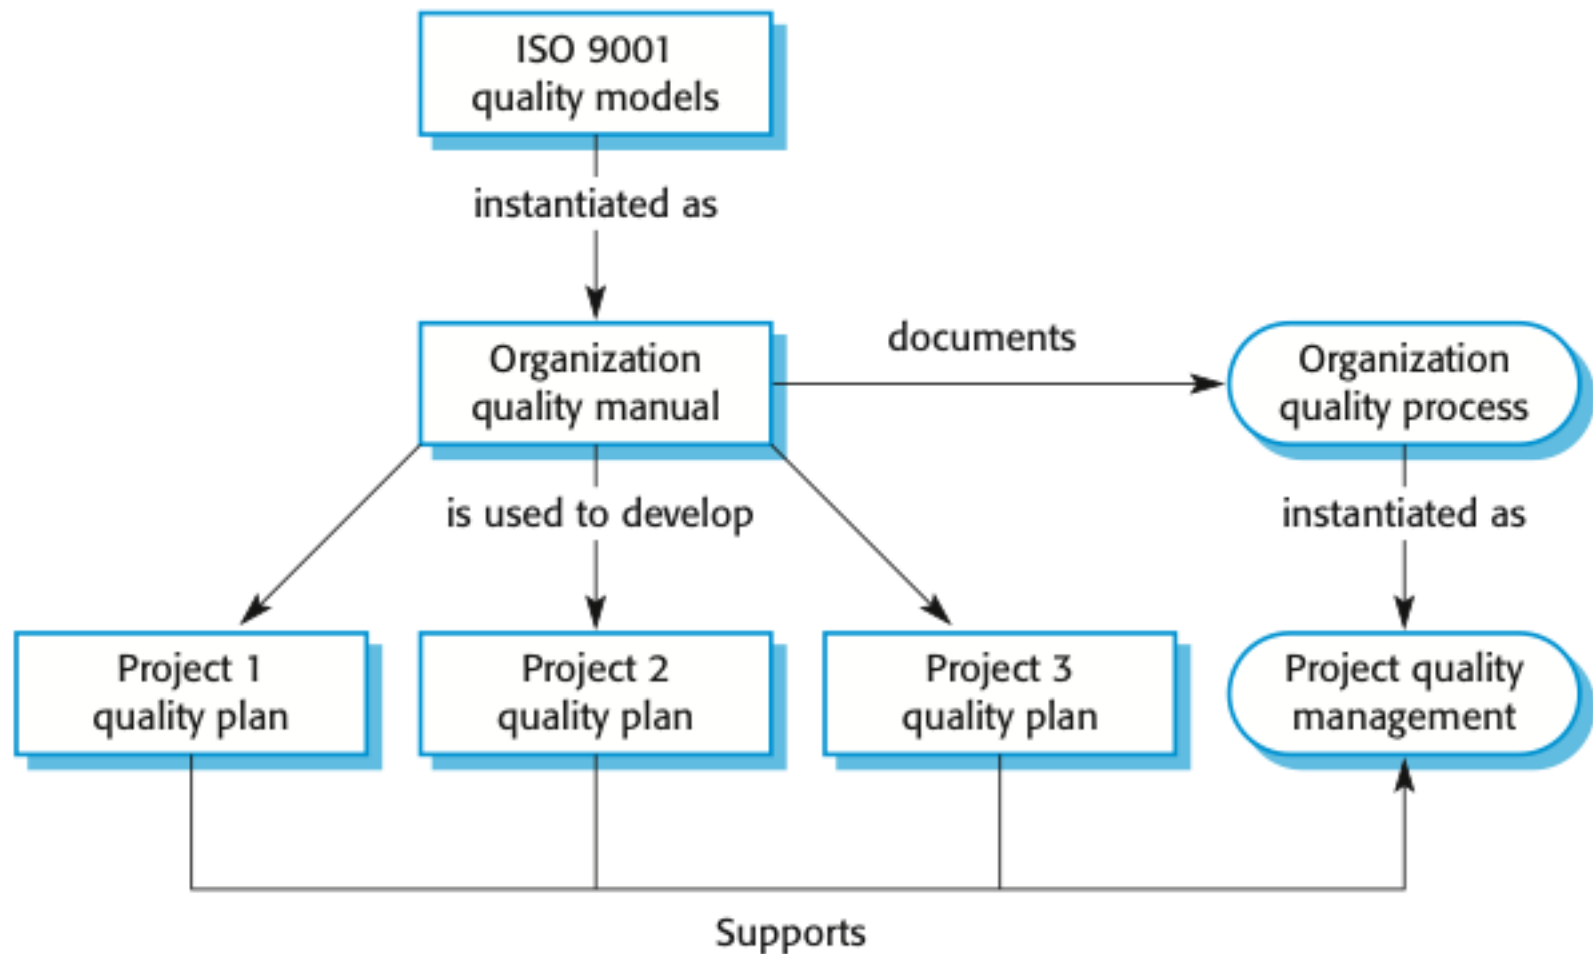 ISO 9001
quality models
instantiated as
documents
Organization
quality manual
Organization
quality process
is used to develop
instantiated as
Project 1
quality plan
Project 2
quality plan
Project 3
quality plan
Project quality
management
Supports